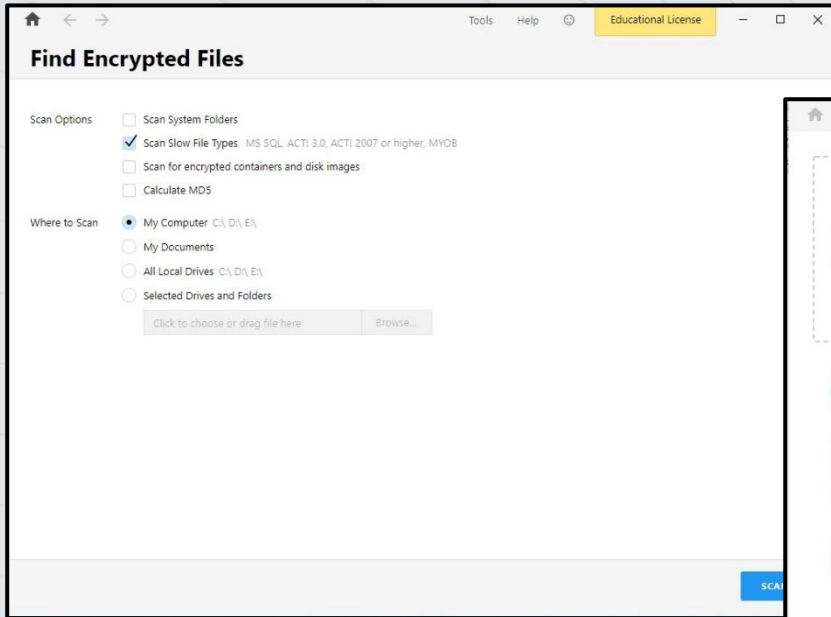 Tools Help Educational License
Find Encrypted Files
Scan Options Scan System Folders
Scan Slow File Types MS SQL, ACT! 3.0, ACT! 2007 or higher, MYOB
Scan for encrypted containers and disk images
Calculate MD5
Where to Scan My Computer C:\, D:\, E:\,
My Documents
All Local Drives C:\, D:\, E:\,
Selected Drives and Folders
Click to choose or drag file here Browse...